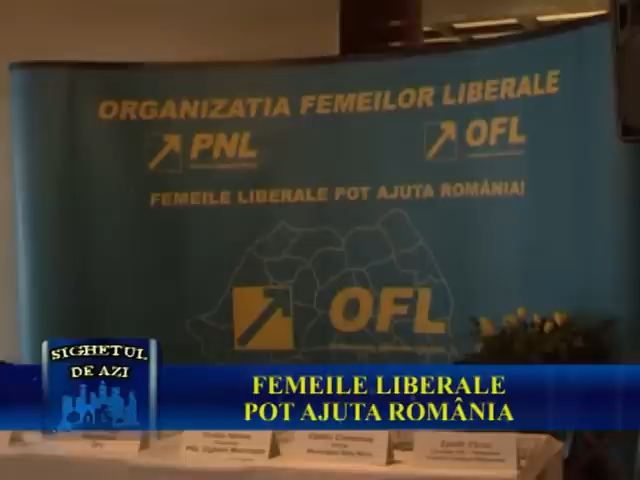 ORGANIZATIA FEMEILOR LIBERALE
PNL
OFL
FEMEILE LIBERALE POT AJUTA ROMÂNIA!
OFL
SIGHETUL
DE AZI
FEMEILE LIBERALE
POT AJUTA ROMÂNIA